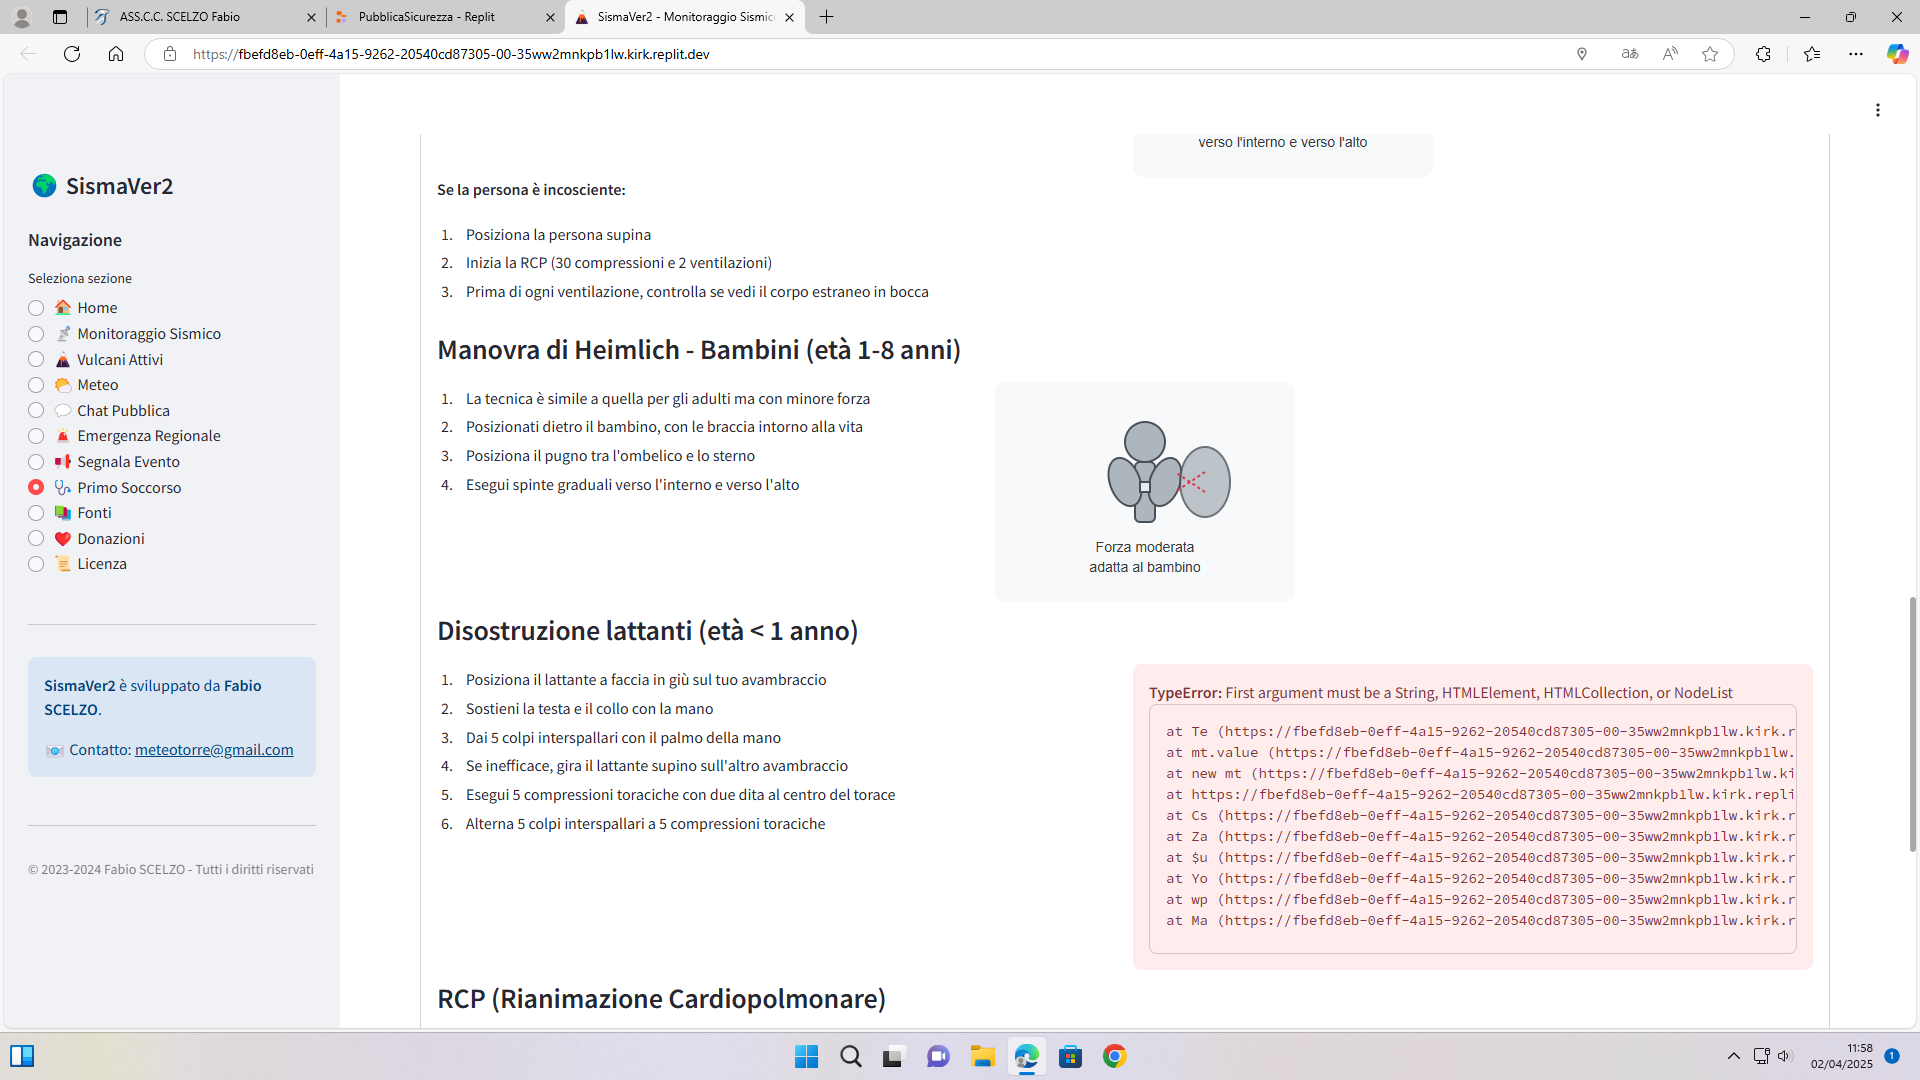 ASS.C.C. SCELZO Fabio
PubblicaSicurezza - Replit
SismaVer2 - Monitoraggio Sismic
https://fbefd8eb-0eff-4a15-9262-20540cd87305-00-35ww2mnkpb1lw.kirk.replit.dev
SismaVer2
Navigazione
Seleziona sezione
Home
Monitoraggio Sismico
Vulcani Attivi
Meteo
Chat Pubblica
Emergenza Regionale
Segnala Evento
Primo Soccorso
Fonti
Donazioni
Licenza
SismaVer2 è sviluppato da Fabio
SCELZO.
Contatto: meteotorre@gmail.com
© 2023-2024 Fabio SCELZO - Tutti i diritti riservati
verso l'interno e verso l'alto
Se la persona è incosciente:
1. Posiziona la persona supina
2. Inizia la RCP (30 compressioni e 2 ventilazioni)
3. Prima di ogni ventilazione, controlla se vedi il corpo estraneo in bocca
Manovra di Heimlich - Bambini (età 1-8 anni)
1. La tecnica è simile a quella per gli adulti ma con minore forza
2. Posizionati dietro il bambino, con le braccia intorno alla vita
3. Posiziona il pugno tra l'ombelico e lo sterno
4. Esegui spinte graduali verso l'interno e verso l'alto
Forza moderata
adatta al bambino
Disostruzione lattanti (età < 1 anno)
1. Posiziona il lattante a faccia in giù sul tuo avambraccio
2. Sostieni la testa e il collo con la mano
3. Dai 5 colpi interspallari con il palmo della mano
4. Se inefficace, gira il lattante supino sull'altro avambraccio
5. Esegui 5 compressioni toraciche con due dita al centro del torace
6. Alterna 5 colpi interspallari a 5 compressioni toraciche
TypeError: First argument must be a String, HTMLElement, HTMLCollection, or NodeList
at Te (https://fbefd8eb-0eff-4a15-9262-20540cd87305-00-35ww2mnkpb1lw.kirk.r
at mt.value (https://fbefd8eb-0eff-4a15-9262-20540cd87305-00-35ww2mnkpb1lw.
at new mt (https://fbefd8eb-0eff-4a15-9262-20540cd87305-00-35ww2mnkpb1lw.ki
at https://fbefd8eb-0eff-4a15-9262-20540cd87305-00-35ww2mnkpb1lw.kirk.repli
at Cs (https://fbefd8eb-0eff-4a15-9262-20540cd87305-00-35ww2mnkpb1lw.kirk.r
at Za (https://fbefd8eb-0eff-4a15-9262-20540cd87305-00-35ww2mnkpb1lw.kirk.r
at $u (https://fbefd8eb-0eff-4a15-9262-20540cd87305-00-35ww2mnkpb1lw.kirk.r
at Yo (https://fbefd8eb-0eff-4a15-9262-20540cd87305-00-35ww2mnkpb1lw.kirk.r
at wp (https://fbefd8eb-0eff-4a15-9262-20540cd87305-00-35ww2mnkpb1lw.kirk.r
at Ma (https://fbefd8eb-0eff-4a15-9262-20540cd87305-00-35ww2mnkpb1lw.kirk.r
RCP (Rianimazione Cardiopolmonare)
11:58
02/04/2025
1